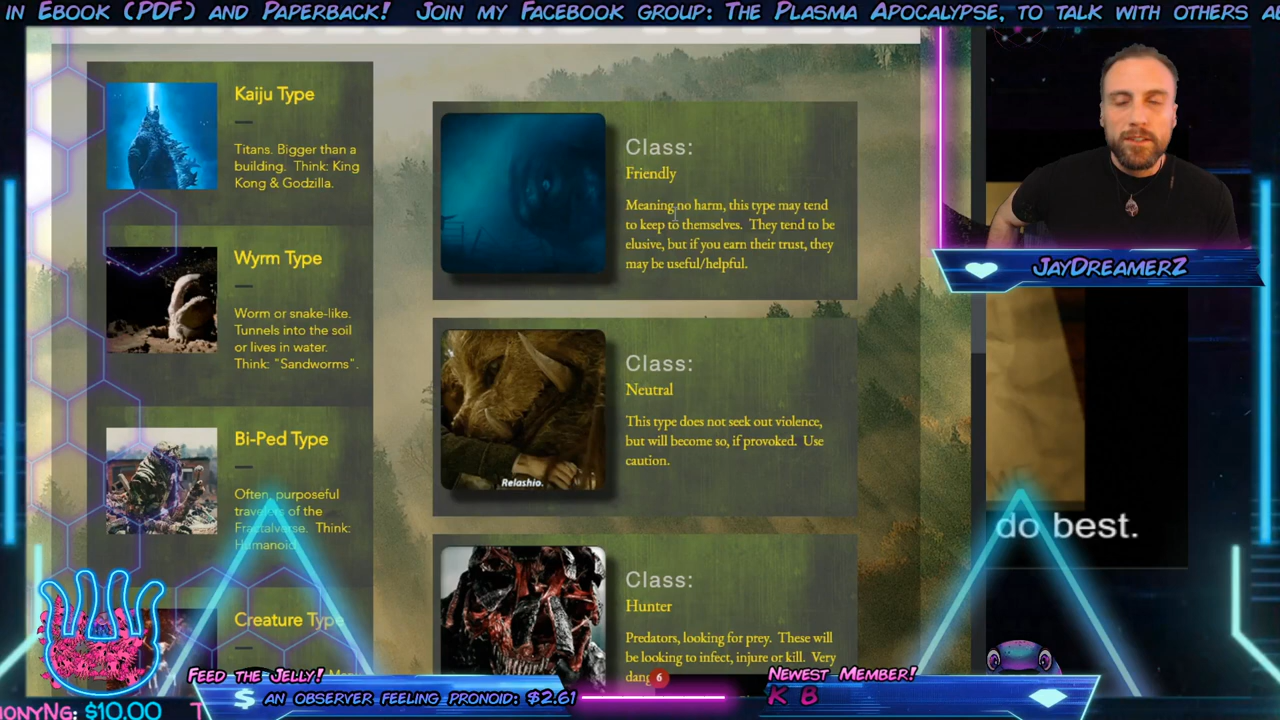 in Ebook (PDF) and Paperback!  Join my Facebook group: The Plasma Apocalypse, to talk with others
Kaiju Type
Titans. Bigger than a
building. Think: King
Kong & Godzilla.
Wyrm Type
Worm or snake-like.
Tunnels into the soil
or lives in water.
Think: "Sandworms".
Bi-Ped Type
Often, purposeful
travelers of the
Fractalverse. Think:
Humanoid
Creature Type
Class:
Friendly
Meaning no harm, this type may tend
to keep to themselves. They tend to be
elusive, but if you earn their trust, they
may be useful/helpful.
Class:
Neutral
This type does not seek out violence,
but will become so, if provoked. Use
caution.
Relashio.
Class:
Hunter
Predators, looking for prey. These will
be looking to infect, injure or kill. Very
JayDreamerZ
do best.
Feed the Jelly!
$ an observer feeling pronoid: $2.61
6
Newest Member!
K B
onyNg: $10.00 T